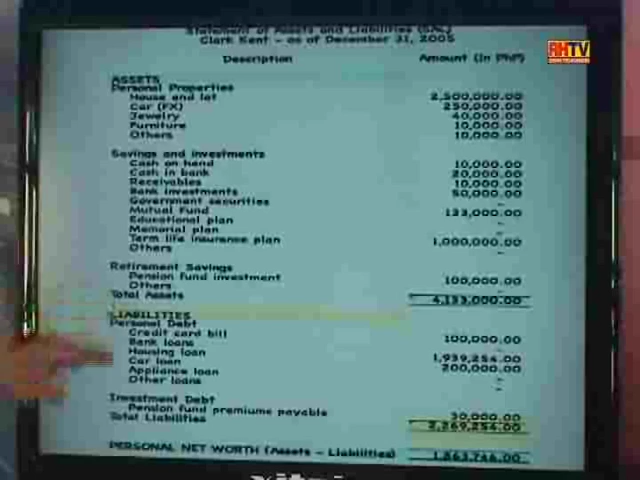 Statement of Assets and Liabilities (SAL)
Clark Kent - as of December 31, 2005
Description Amount (in PhP)
ASSETS
Personal Properties
House and lot 2,500,000.00
Car (FX) 250,000.00
Jewelry 40,000.00
Furniture 10,000.00
Others 10,000.00
Savings and investments
Cash on hand 10,000.00
Cash in bank 20,000.00
Receivables 10,000.00
Bank investments 50,000.00
Government securities -
Mutual Fund 133,000.00
Educational plan -
Memorial plan -
Term life insurance plan 1,000,000.00
Others -
Retirement Savings
Pension fund investment 100,000.00
Others -
Total Assets 4,133,000.00
LIABILITIES
Personal Debt
Credit card bill 100,000.00
Bank loans -
Housing loan 1,939,254.00
Car loan 200,000.00
Appliance loan -
Other loans -
Investment Debt
Pension fund premiums payable 30,000.00
Total Liabilities 2,269,254.00
PERSONAL NET WORTH (Assets - Liabilities) 1,863,746.00
RHTV